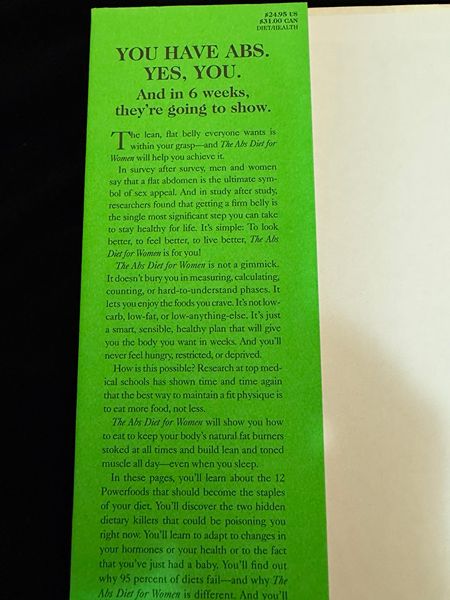 $24.95 US
$31.00 CAN
DIET/HEALTH
YOU HAVE ABS.
YES, YOU.
And in 6 weeks,
they're going to show.
The lean, flat belly everyone wants is
within your grasp—and The Abs Diet for
Women will help you achieve it.
In survey after survey, men and women
say that a flat abdomen is the ultimate sym-
bol of sex appeal. And in study after study,
researchers found that getting a firm belly is
the single most significant step you can take
to stay healthy for life. It's simple: To look
better, to feel better, to live better, The Abs
Diet for Women is for you!
The Abs Diet for Women is not a gimmick.
It doesn't bury you in measuring, calculating,
counting, or hard-to-understand phases. It
lets you enjoy the foods you crave. It's not low-
carb, low-fat, or low-anything-else. It's just
a smart, sensible, healthy plan that will give
you the body you want in weeks. And you'll
never feel hungry, restricted, or deprived.
How is this possible? Research at top med-
ical schools has shown time and time again
that the best way to maintain a fit physique is
to eat more food, not less.
The Abs Diet for Women will show you how
to eat to keep your body's natural fat burners
stoked at all times and build lean and toned
muscle all day—even when you sleep.
In these pages, you'll learn about the 12
Powerfoods that should become the staples
of your diet. You'll discover the two hidden
dietary killers that could be poisoning you
right now. You'll learn to adapt to changes in
your hormones or your health or to the fact
that you've just had a baby. You'll find out
why 95 percent of diets fail—and why The
Abs Diet for Women is different. And you'll